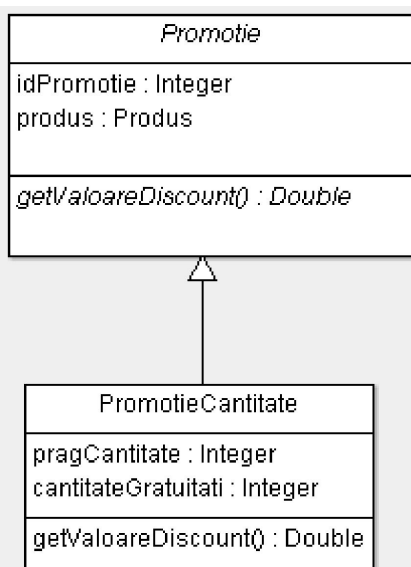 Promotie
idPromotie : Integer
produs : Produs
getValoareDiscount() : Double
PromotieCantitate
pragCantitate : Integer
cantitateGratuitati : Integer
getValoareDiscount() : Double